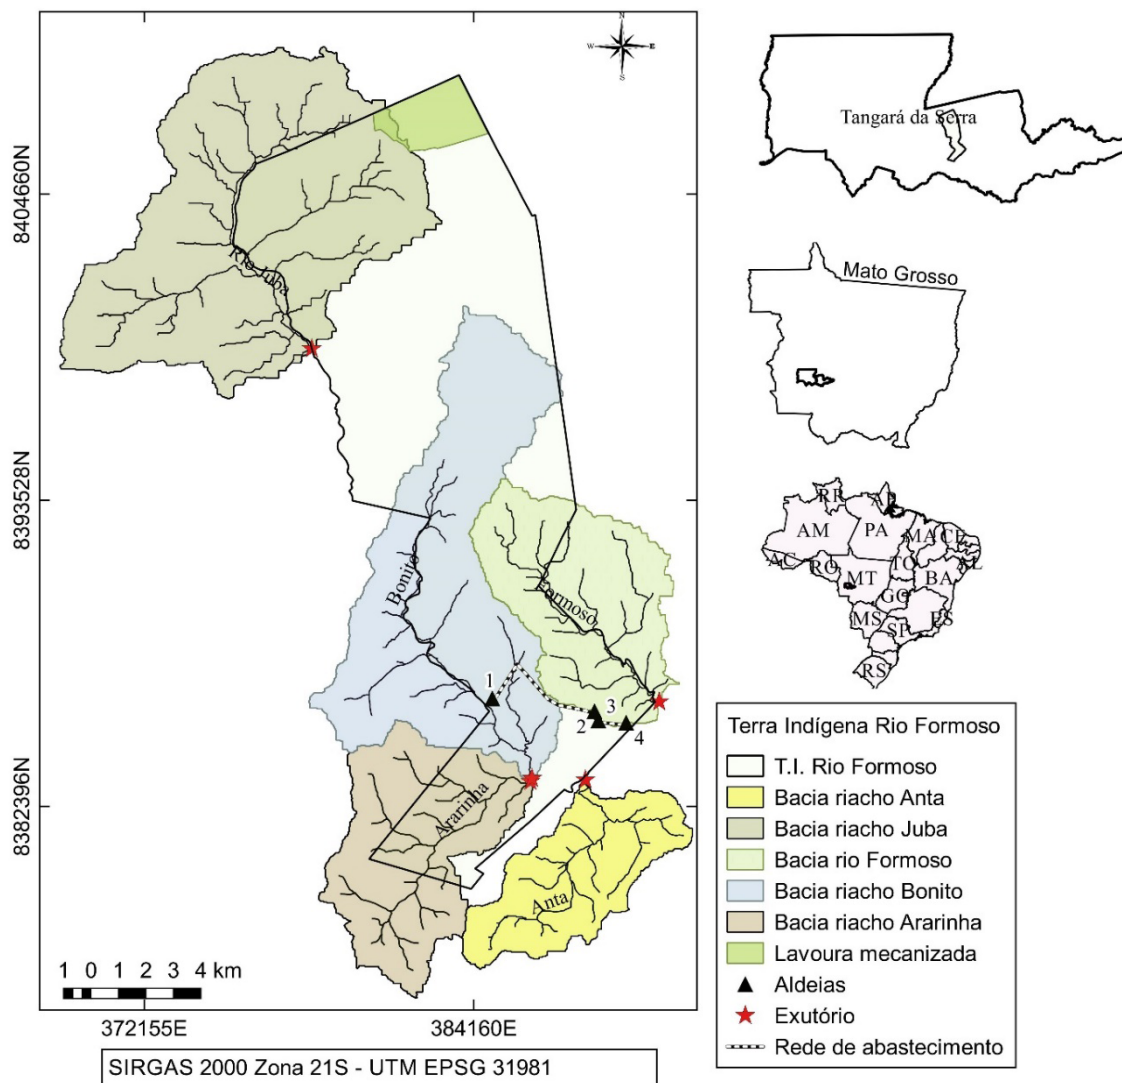 N
W
E
S
8404660N
8393528N
8382396N
Rio Juba
Bonito
Formoso
1
3
2
4
Ararinha
Anta
1 0 1 2 3 4 km
372155E
384160E
SIRGAS 2000 Zona 21S - UTM EPSG 31981
Tangará da Serra
Mato Grosso
RR
AP
AM
PA
MA
CE
AC
RO
TO
AL
MT
BA
GO
MS
ES
SP
RS
Terra Indígena Rio Formoso
T.I. Rio Formoso
Bacia riacho Anta
Bacia riacho Juba
Bacia rio Formoso
Bacia riacho Bonito
Bacia riacho Ararinha
Lavoura mecanizada
Aldeias
Exutório
Rede de abastecimento